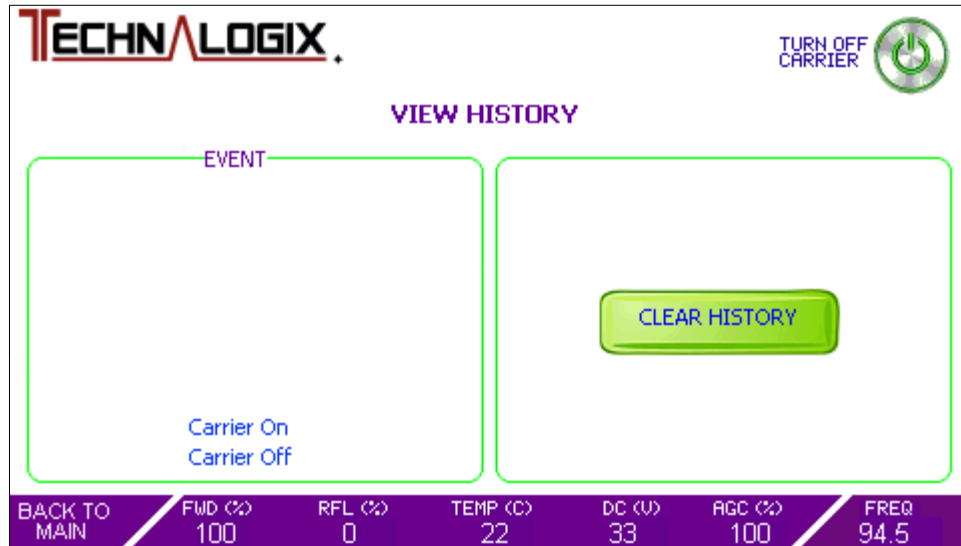 TECHNALOGIX.
TURN OFF
CARRIER
VIEW HISTORY
EVENT
CLEAR HISTORY
Carrier On
Carrier Off
BACK TO
MAIN
FWD (%) RFL (%) TEMP (C) DC (V) AGC (%) FREQ
100 0 22 33 100 94.5